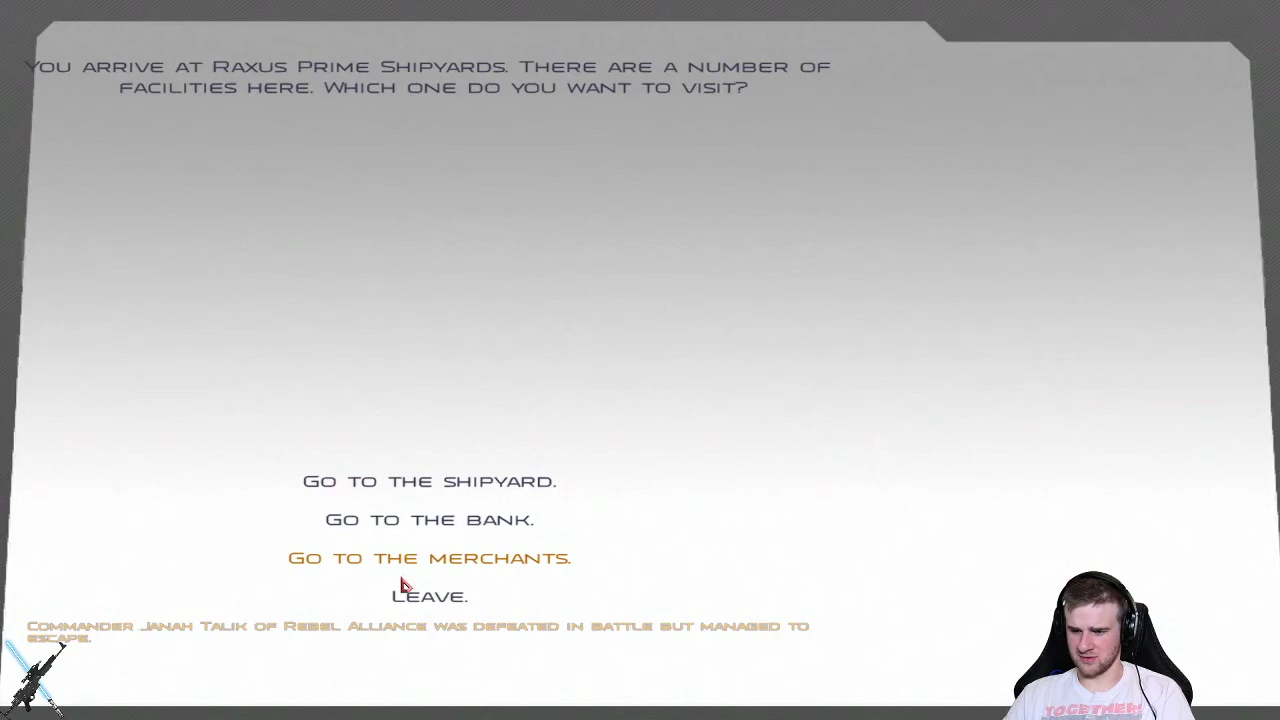 You arrive at Raxus Prime Shipyards. There are a number of
facilities here. Which one do you want to visit?
Go to the shipyard.
Go to the bank.
Go to the merchants.
Leave.
Commander Janah Talik of Rebel Alliance was defeated in battle but managed to
escape.
TOGETHER!